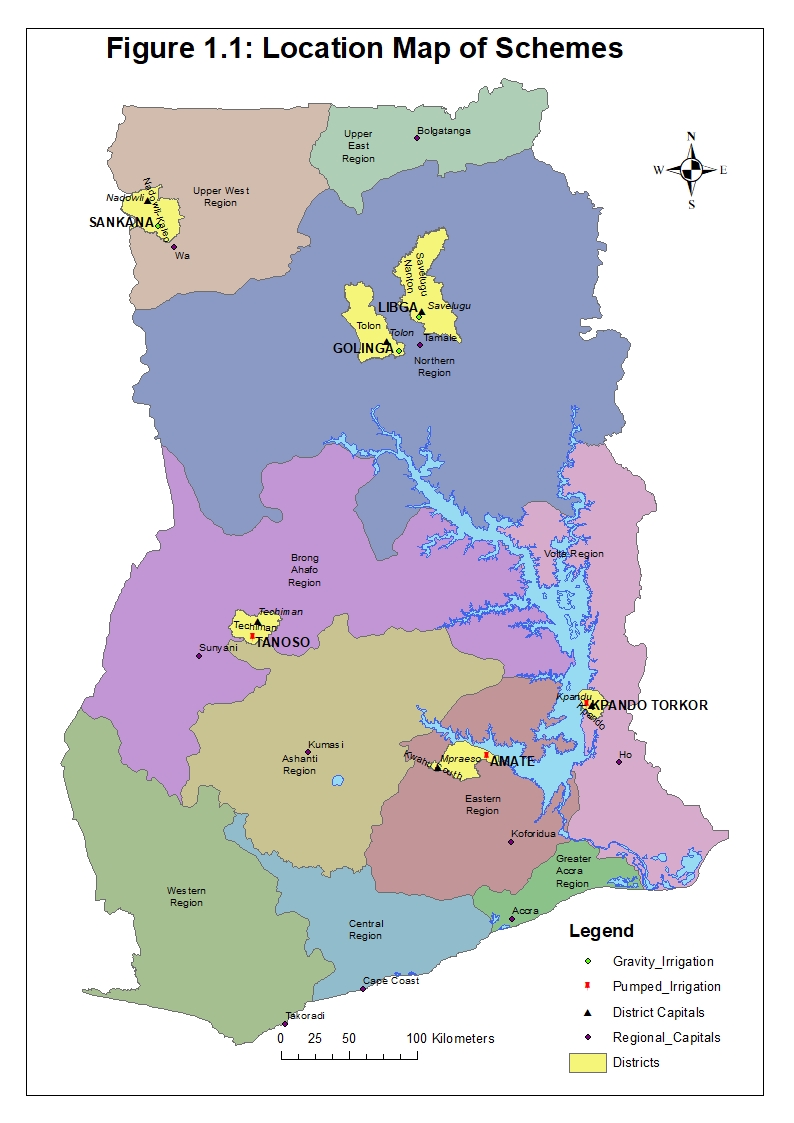 Figure 1.1: Location Map of Schemes
N
W
E
S
Upper
East
Region
Bolgatanga
Upper West
Region
Nadowli
Nadowli-Kaleo
SANKANA
Wa
Savelugu
Nanton
LIBGA
Savelugu
Tolon
Tolon
GOLINGA
Tamale
Northern
Region
Brong
Ahafo
Region
Volta Region
Techiman
Techiman
TANOSO
Sunyani
Kpandu
Kpando
KPANDO TORKOR
Kumasi
Ashanti
Region
Kwahu South
Mpraeso
AMATE
Ho
Eastern
Region
Koforidua
Greater
Accra
Region
Western
Region
Accra
Central
Region
Cape Coast
Takoradi
Legend
Gravity_Irrigation
Pumped_Irrigation
District Capitals
Regional_Capitals
Districts
0 25 50 100 Kilometers